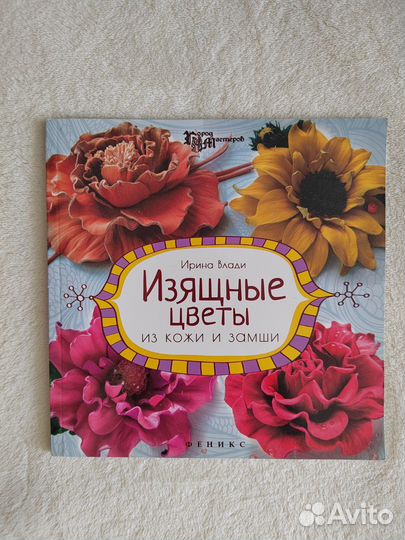 Город
Мастеров
Ирина Влади
Изящные
цветы
из кожи и замши
ФЕНИКС
Avito